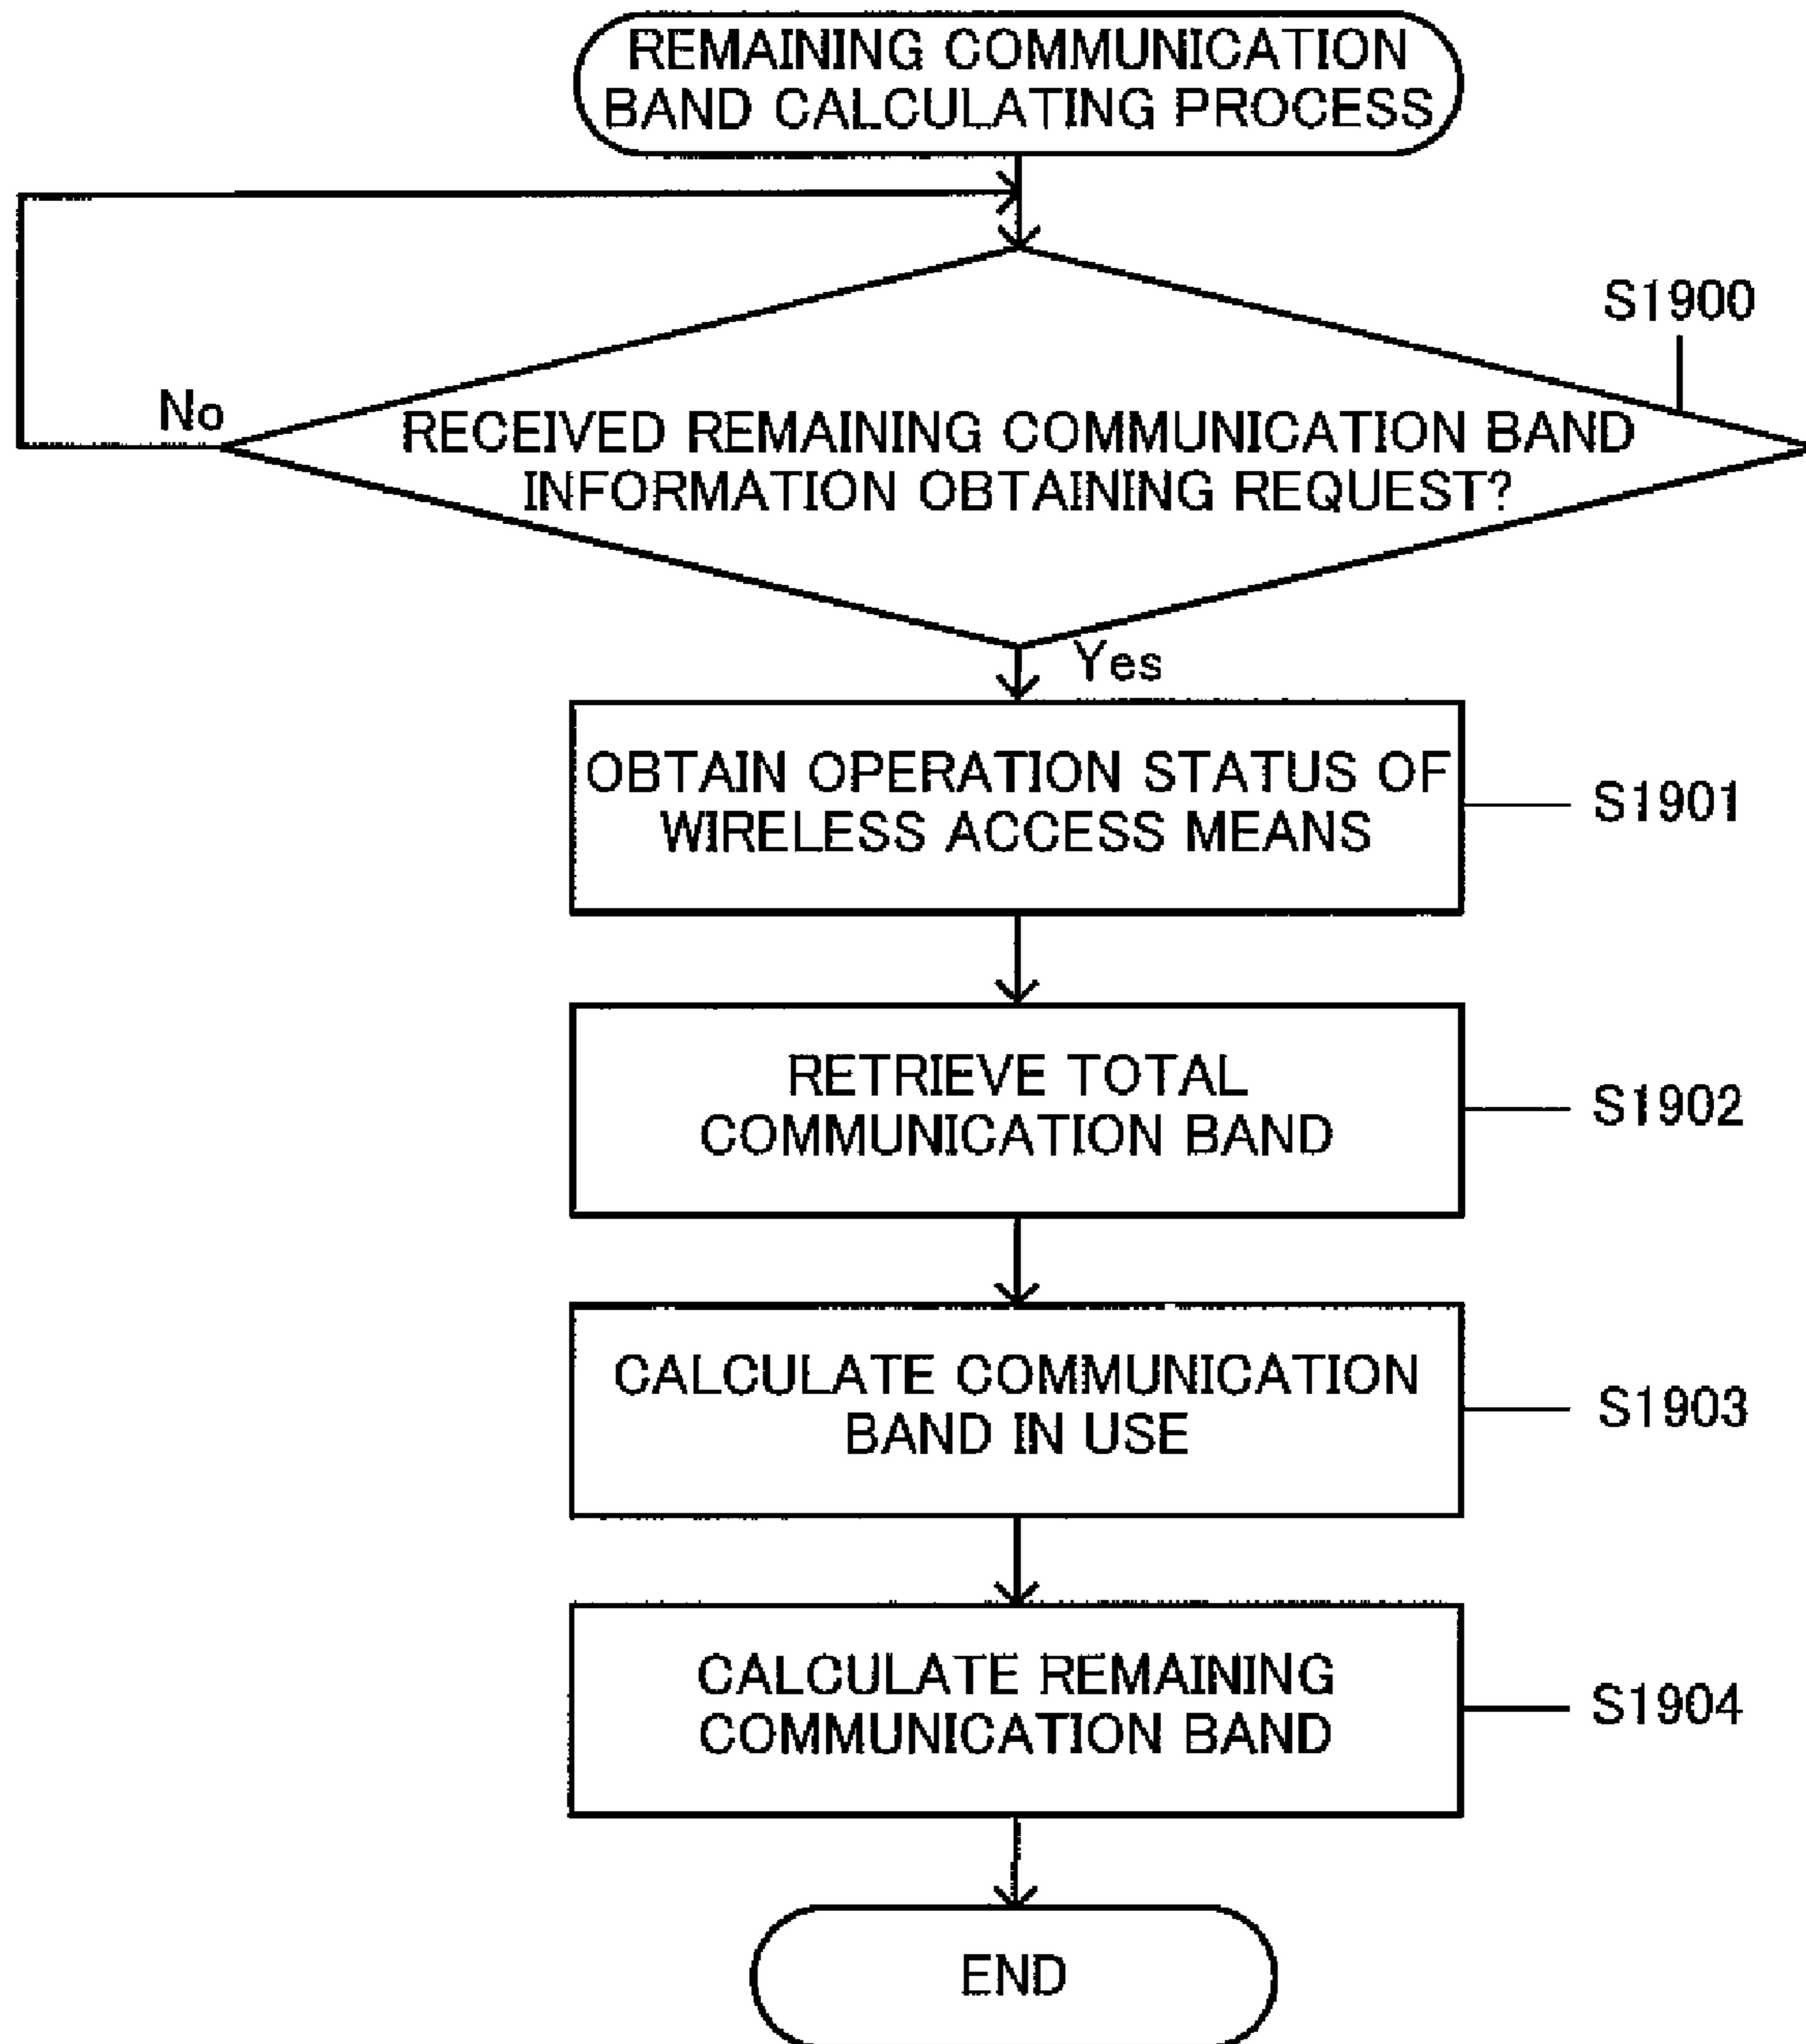 REMAINING COMMUNICATION
BAND CALCULATING PROCESS
S1900
No
RECEIVED REMAINING COMMUNICATION BAND
INFORMATION OBTAINING REQUEST?
Yes
OBTAIN OPERATION STATUS OF
WIRELESS ACCESS MEANS
S1901
RETRIEVE TOTAL
COMMUNICATION BAND
S1902
CALCULATE COMMUNICATION
BAND IN USE
S1903
CALCULATE REMAINING
COMMUNICATION BAND
S1904
END